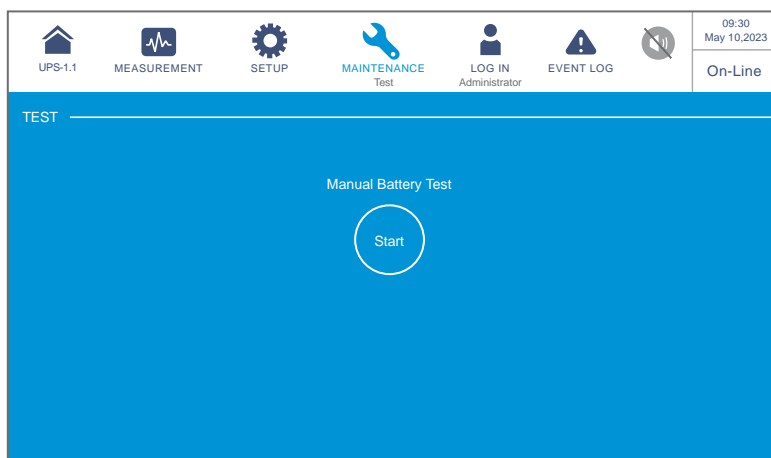 UPS-1.1
MEASUREMENT
SETUP
MAINTENANCE
Test
LOG IN
Administrator
EVENT LOG
09:30
May 10,2023
On-Line
TEST
Manual Battery Test
Start